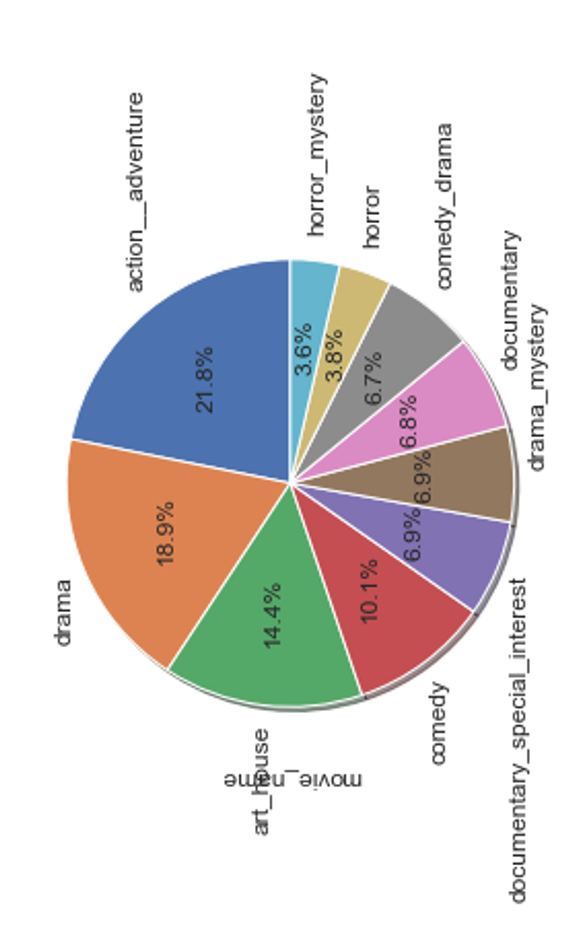 action__adventure
21.8%
drama
18.9%
art_house
14.4%
movie_name
comedy
10.1%
documentary_special_interest
6.9%
drama_mystery
6.9%
documentary
6.8%
comedy_drama
6.7%
horror
3.8%
horror_mystery
3.6%